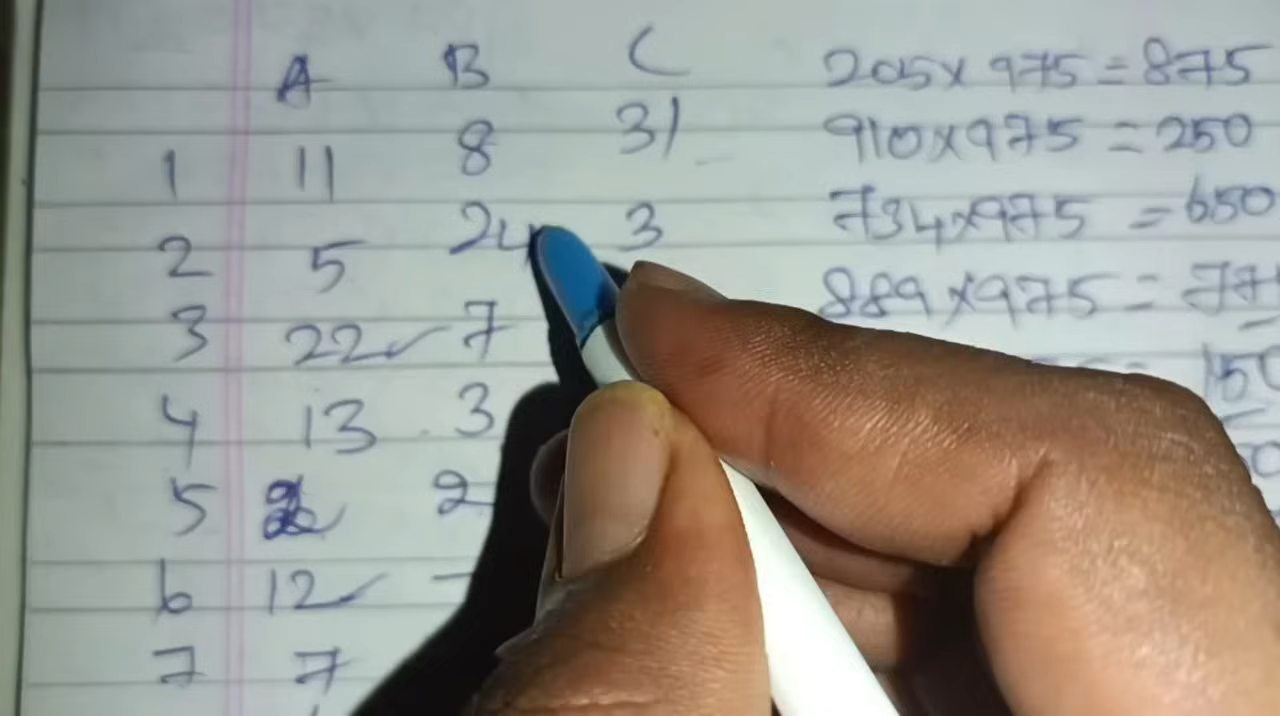 A B C 205x975=875
1 11 8 31 910x975=250
2 5 24 3 734x975=650
3 22 7 889x975=
4 13 3 150
5 2
6 12
7 7